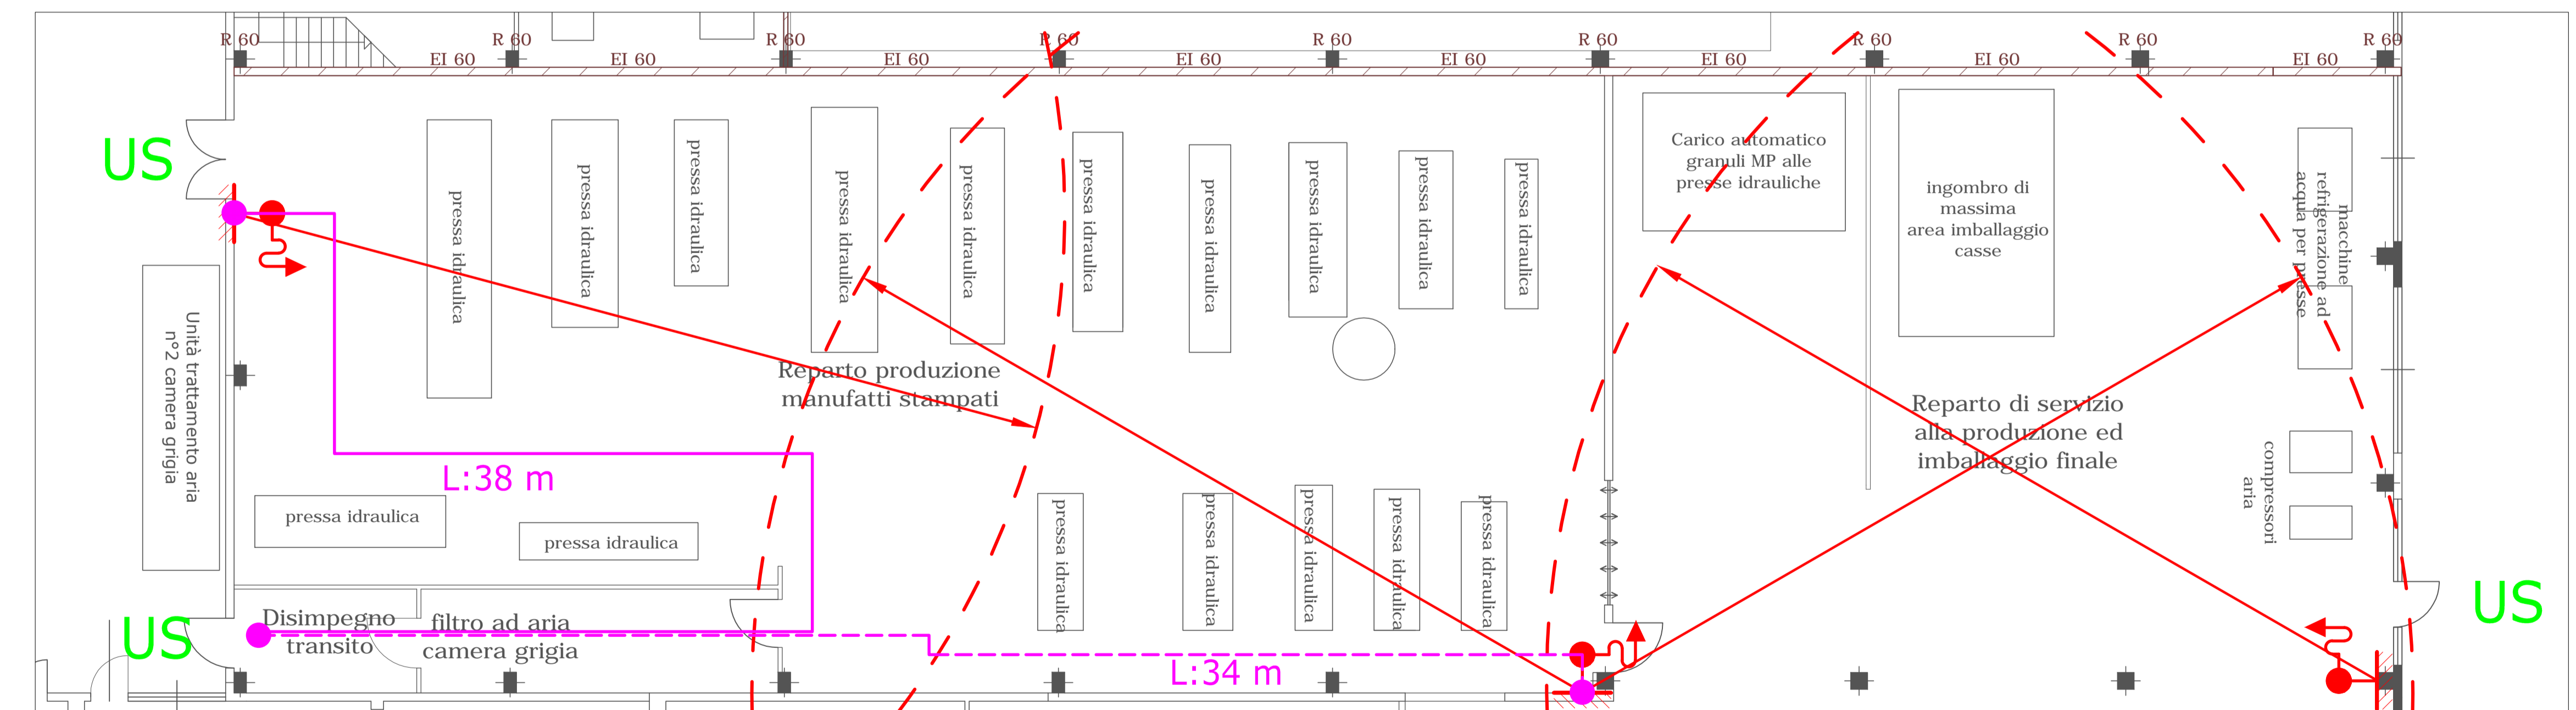 R 60
R 60
R 60
R 60
R 60
R 60
R 60
R 60
R 60
EI 60
EI 60
EI 60
EI 60
EI 60
EI 60
EI 60
EI 60
US
pressa idraulica
pressa idraulica
pressa idraulica
pressa idraulica
pressa idraulica
pressa idraulica
pressa idraulica
pressa idraulica
pressa idraulica
pressa idraulica
Carico automatico
granuli MP alle
presse idrauliche
ingombro di
massima
area imballaggio
casse
macchine
refrigerazione ad
acqua per presse
Unità trattamento aria
n°2 camera grigia
Reparto produzione
manufatti stampati
Reparto di servizio
alla produzione ed
imballaggio finale
compressori
aria
L:38 m
pressa idraulica
pressa idraulica
pressa idraulica
pressa idraulica
pressa idraulica
pressa idraulica
pressa idraulica
US
US
Disimpegno
transito
filtro ad aria
camera grigia
L:34 m